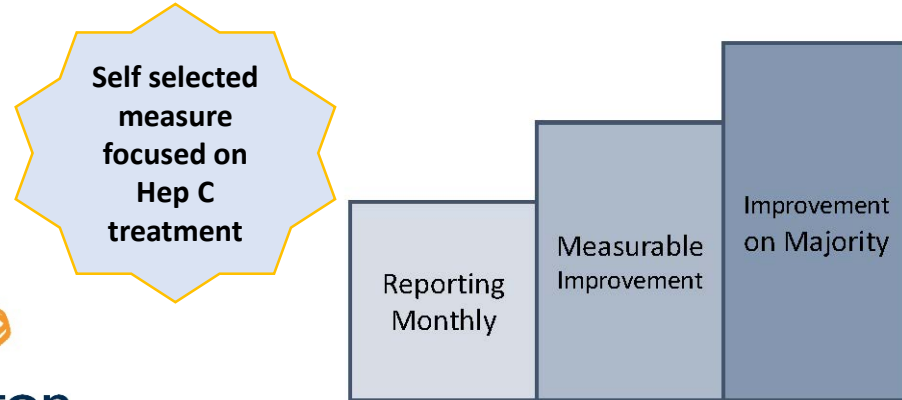 Self selected
measure
focused on
Hep C
treatment
Reporting
Monthly
Measurable
Improvement
Improvement
on Majority